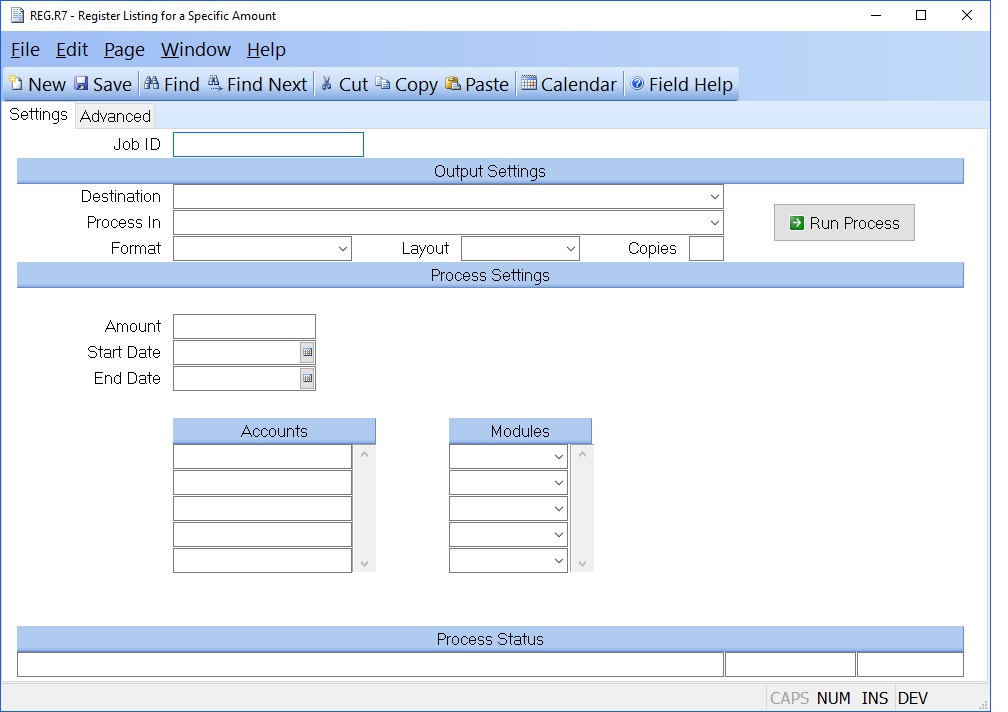 REG.R7 - Register Listing for a Specific Amount
File Edit Page Window Help
New Save Find Find Next Cut Copy Paste Calendar Field Help
Settings Advanced
Job ID
Output Settings
Destination
Process In
Run Process
Format Layout Copies
Process Settings
Amount
Start Date
End Date
Accounts Modules
Process Status
CAPS NUM INS DEV